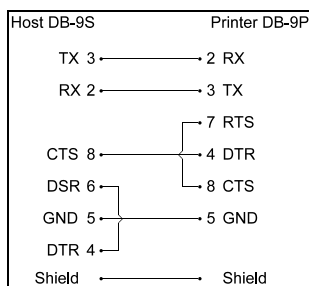 Host DB-9S Printer DB-9P
TX 3 2 RX
RX 2 3 TX
7 RTS
CTS 8 4 DTR
DSR 6 8 CTS
GND 5 5 GND
DTR 4
Shield Shield